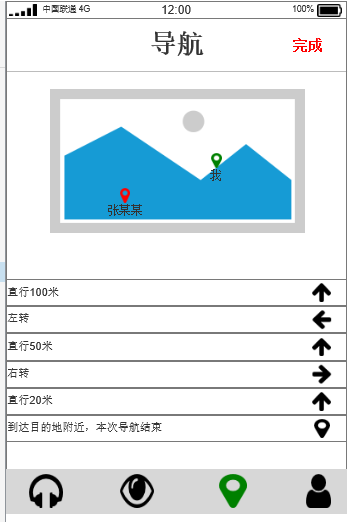 中国联通 4G 12:00 100%
导航 完成
我
张某某
直行100米
左转
直行50米
右转
直行20米
到达目的地附近，本次导航结束